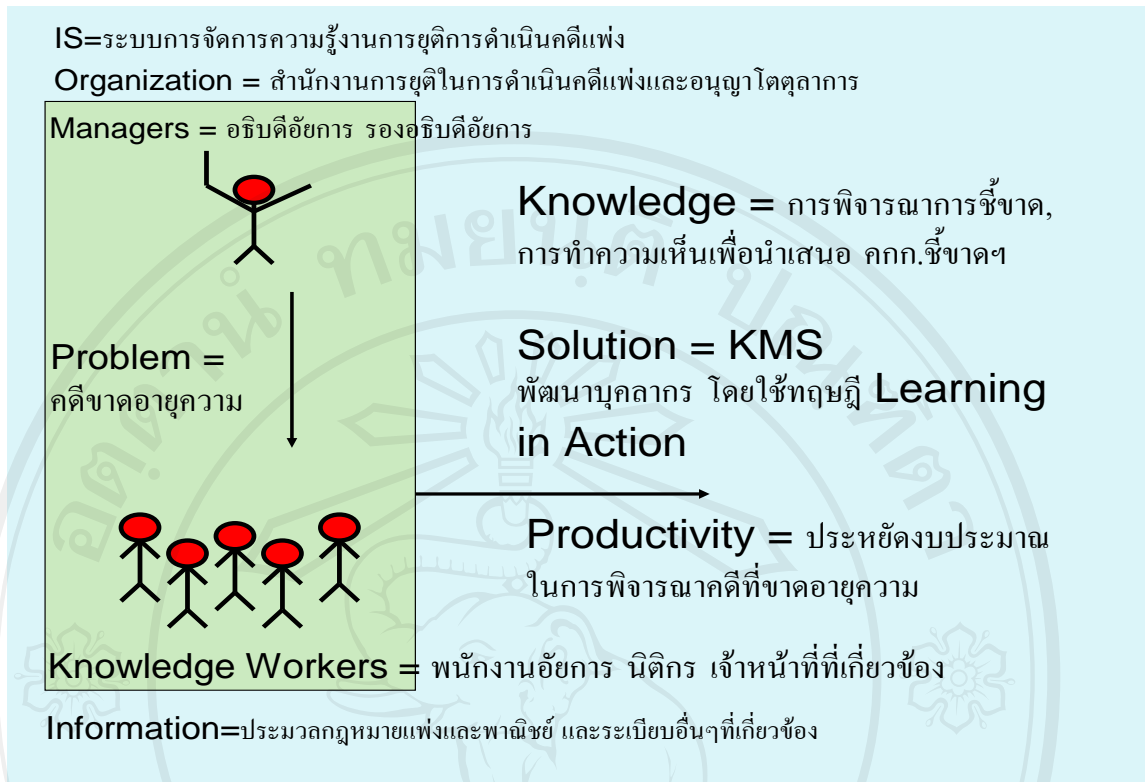 IS=ระบบการจัดการความรู้งานการยุติการดำเนินคดีแพ่ง
Organization = สำนักงานการยุติในการดำเนินคดีแพ่งและอนุญาโตตุลาการ
Managers = อธิบดีอัยการ รองอธิบดีอัยการ
Knowledge = การพิจารณาการชี้ขาด,
การทำความเห็นเพื่อนำเสนอ คกก.ชี้ขาดฯ
Problem =
คดีขาดอายุความ
Solution = KMS
พัฒนาบุคลากร โดยใช้ทฤษฎี Learning
in Action
Productivity = ประหยัดงบประมาณ
ในการพิจารณาคดีที่ขาดอายุความ
Knowledge Workers = พนักงานอัยการ นิติกร เจ้าหน้าที่ที่เกี่ยวข้อง
Information=ประมวลกฎหมายแพ่งและพาณิชย์ และระเบียบอื่นๆที่เกี่ยวข้อง